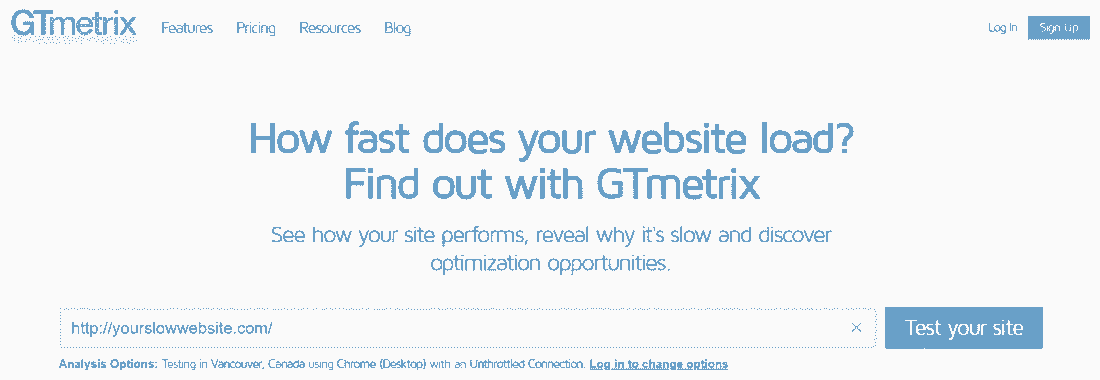 GTmetrix Features Pricing Resources Blog Log In Sign Up
How fast does your website load?
Find out with GTmetrix
See how your site performs, reveal why it's slow and discover
optimization opportunities.
http://yourslowwebsite.com/ × Test your site
Analysis Options: Testing in Vancouver, Canada using Chrome (Desktop) with an Unthrottled Connection. Log in to change options